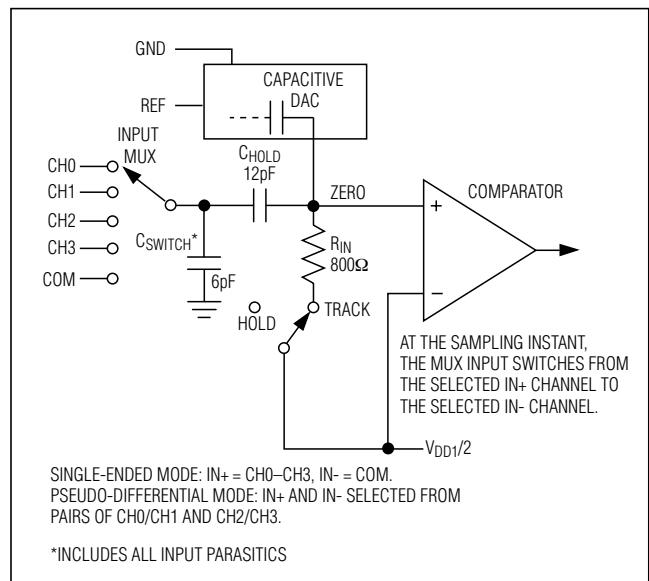 GND
CAPACITIVE
DAC
REF
INPUT
MUX
CHOLD
12pF
ZERO
COMPARATOR
CH0
CH1
CH2
CH3
COM
CSWITCH*
6pF
RIN
800Ω
+
−
HOLD
TRACK
AT THE SAMPLING INSTANT,
THE MUX INPUT SWITCHES FROM
THE SELECTED IN+ CHANNEL TO
THE SELECTED IN- CHANNEL.
VDD1/2
SINGLE-ENDED MODE: IN+ = CH0–CH3, IN- = COM.
PSEUDO-DIFFERENTIAL MODE: IN+ AND IN- SELECTED FROM
PAIRS OF CH0/CH1 AND CH2/CH3.
*INCLUDES ALL INPUT PARASITICS